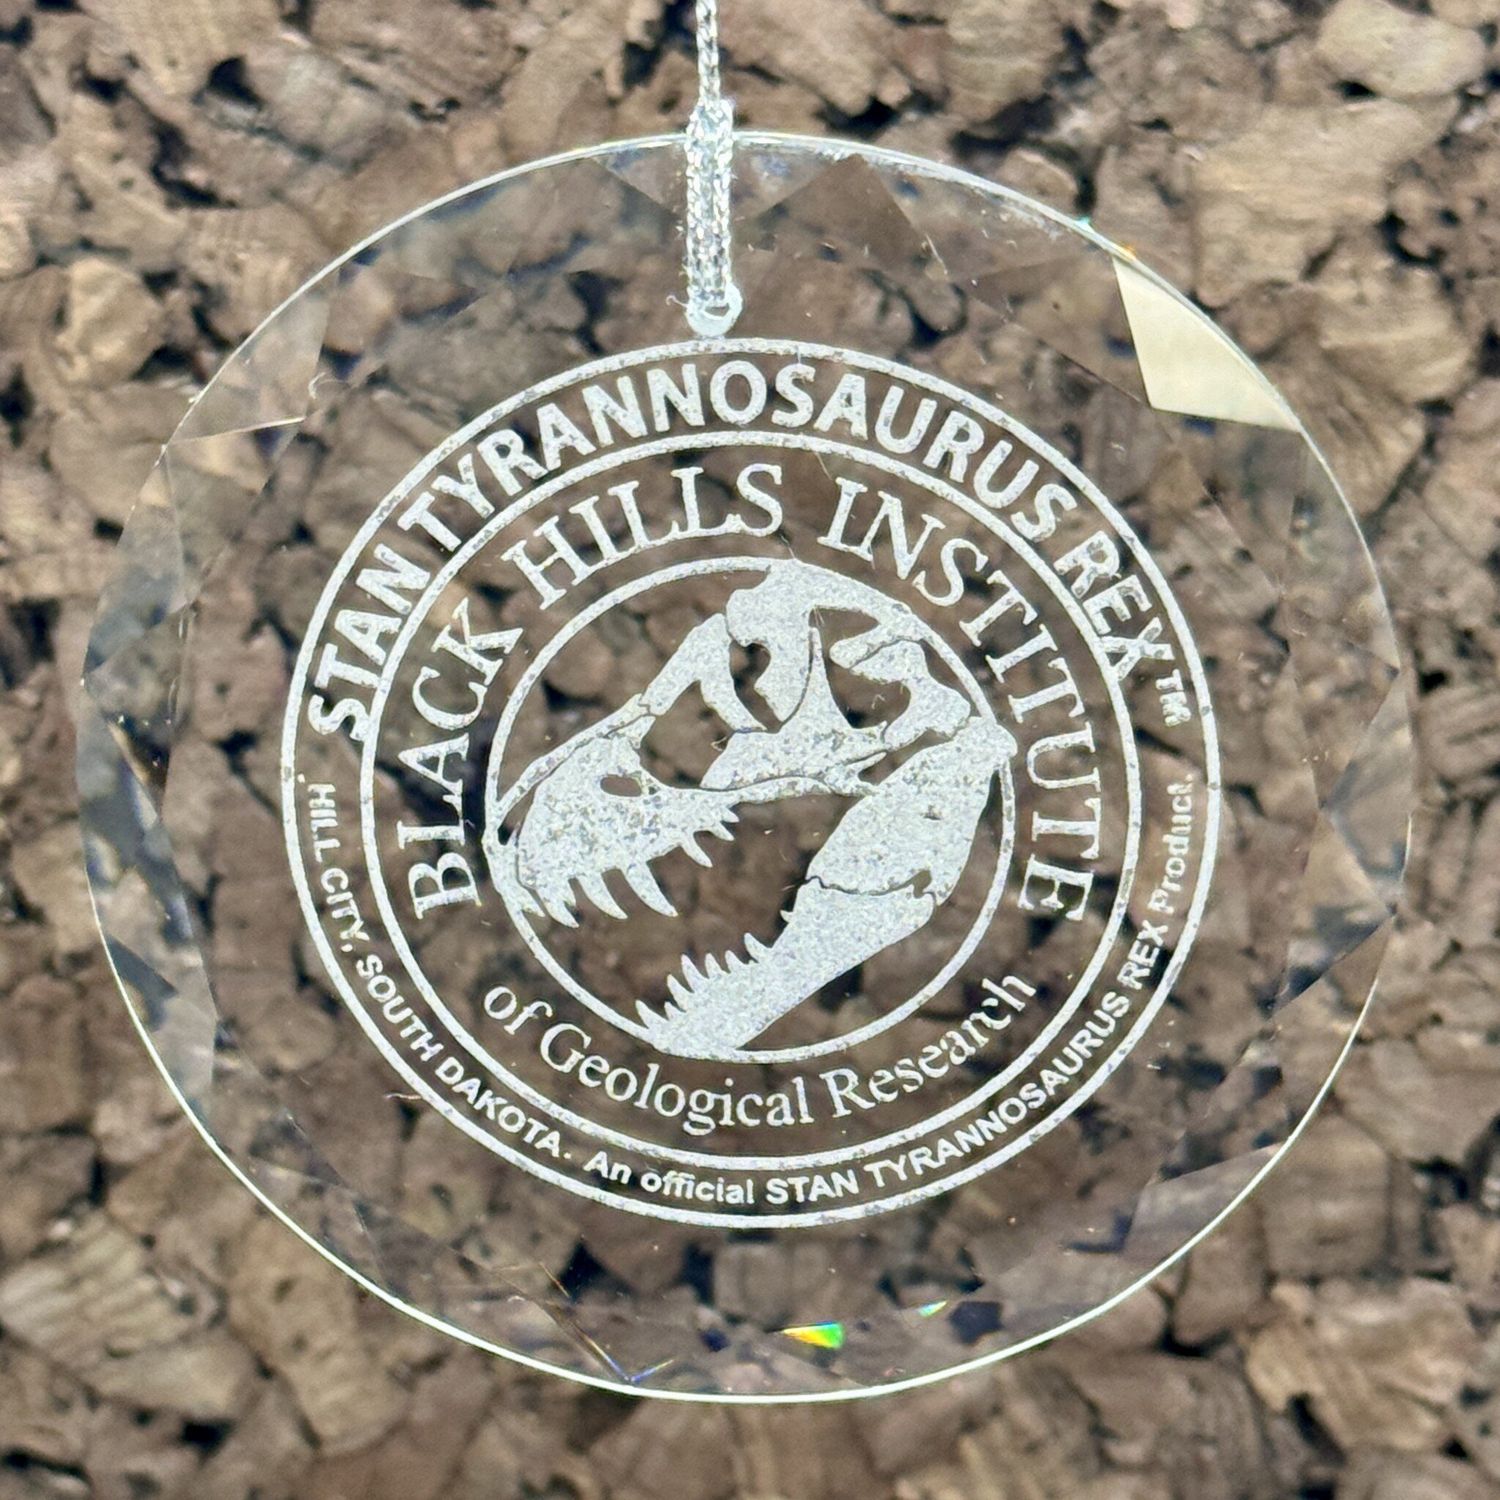 STAN TYRANNOSAURUS REX™
BLACK HILLS INSTITUTE
of Geological Research
HILL CITY, SOUTH DAKOTA. An official STAN TYRANNOSAURUS REX Product.